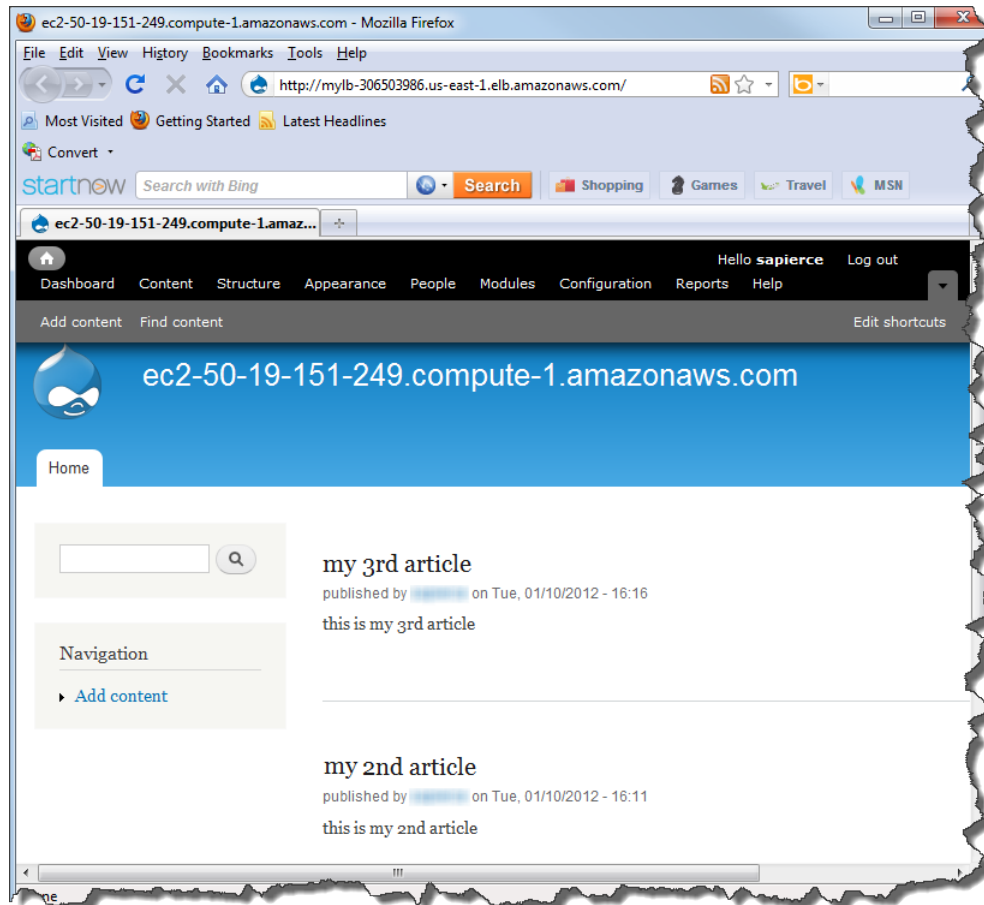 ec2-50-19-151-249.compute-1.amazonaws.com - Mozilla Firefox
File Edit View History Bookmarks Tools Help
http://mylb-306503986.us-east-1.elb.amazonaws.com/
Most Visited Getting Started Latest Headlines
Convert
startnow Search with Bing Search Shopping Games Travel MSN
ec2-50-19-151-249.compute-1.amaz...
Hello sapierce Log out
Dashboard Content Structure Appearance People Modules Configuration Reports Help
Add content Find content Edit shortcuts
ec2-50-19-151-249.compute-1.amazonaws.com
Home
my 3rd article
published by on Tue, 01/10/2012 - 16:16
this is my 3rd article
Navigation
Add content
my 2nd article
published by on Tue, 01/10/2012 - 16:11
this is my 2nd article